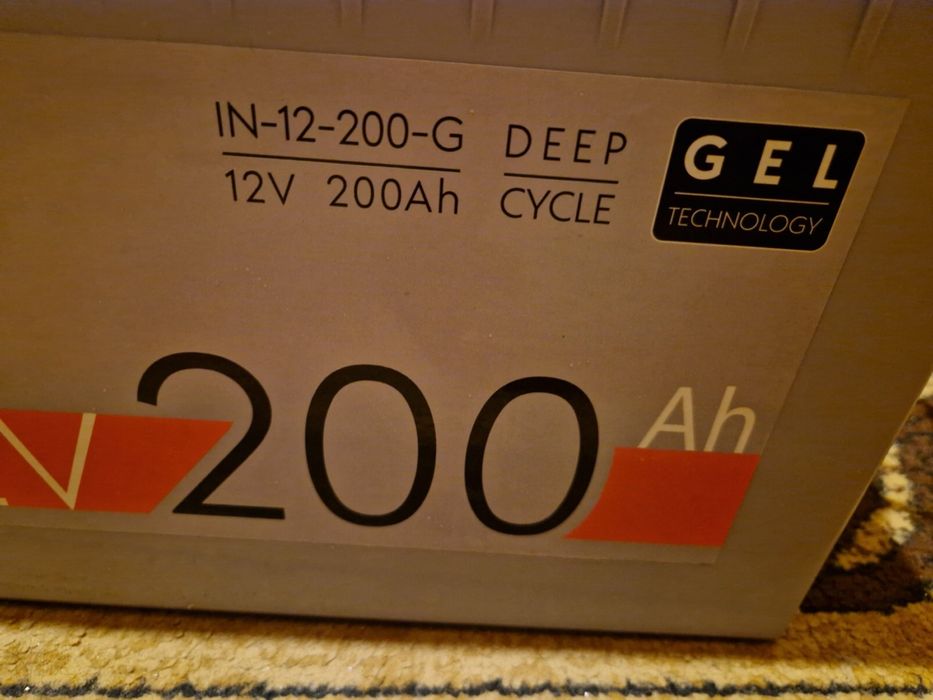 IN-12-200-G
12V 200Ah
DEEP
CYCLE
GEL
TECHNOLOGY
200 Ah